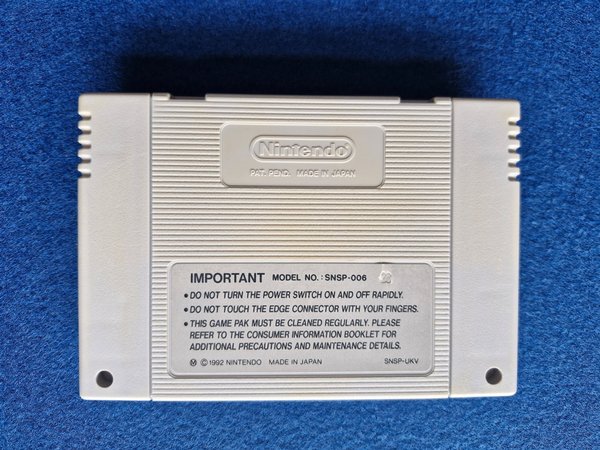 Nintendo®
PAT. PEND. MADE IN JAPAN
IMPORTANT MODEL NO.: SNSP-006
• DO NOT TURN THE POWER SWITCH ON AND OFF RAPIDLY.
• DO NOT TOUCH THE EDGE CONNECTOR WITH YOUR FINGERS.
• THIS GAME PAK MUST BE CLEANED REGULARLY. PLEASE
REFER TO THE CONSUMER INFORMATION BOOKLET FOR
ADDITIONAL PRECAUTIONS AND MAINTENANCE DETAILS.
Ⓜ ©1992 NINTENDO MADE IN JAPAN SNSP-UKV